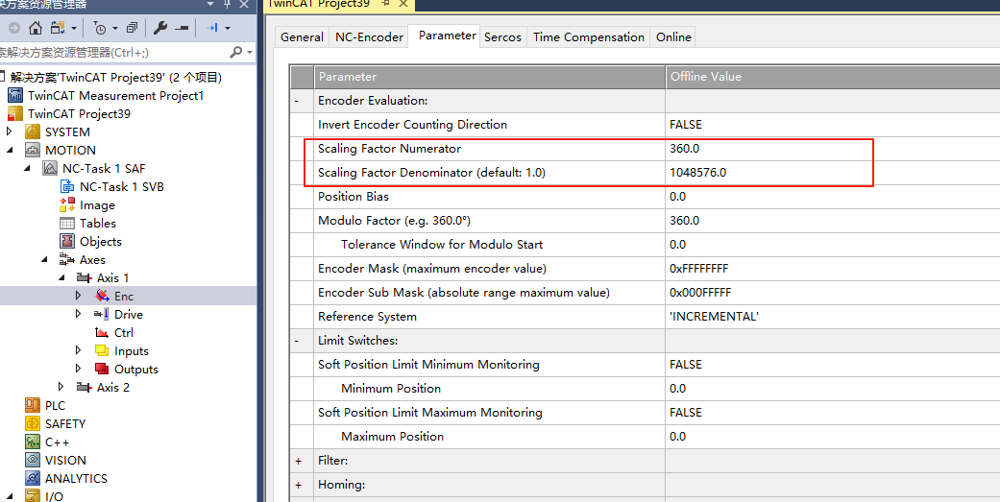 决方案资源管理器
TwinCAT Project39
索解决方案资源管理器(Ctrl+;)
解决方案'TwinCAT Project39' (2 个项目)
TwinCAT Measurement Project1
TwinCAT Project39
SYSTEM
MOTION
NC-Task 1 SAF
NC-Task 1 SVB
Image
Tables
Objects
Axes
Axis 1
Enc
Drive
Ctrl
Inputs
Outputs
Axis 2
PLC
SAFETY
C++
VISION
ANALYTICS
I/O
General NC-Encoder Parameter Sercos Time Compensation Online
Parameter Offline Value
- Encoder Evaluation:
Invert Encoder Counting Direction FALSE
Scaling Factor Numerator 360.0
Scaling Factor Denominator (default: 1.0) 1048576.0
Position Bias 0.0
Modulo Factor (e.g. 360.0°) 360.0
Tolerance Window for Modulo Start 0.0
Encoder Mask (maximum encoder value) 0xFFFFFFFF
Encoder Sub Mask (absolute range maximum value) 0x000FFFFF
Reference System 'INCREMENTAL'
- Limit Switches:
Soft Position Limit Minimum Monitoring FALSE
Minimum Position 0.0
Soft Position Limit Maximum Monitoring FALSE
Maximum Position 0.0
+ Filter:
+ Homing: